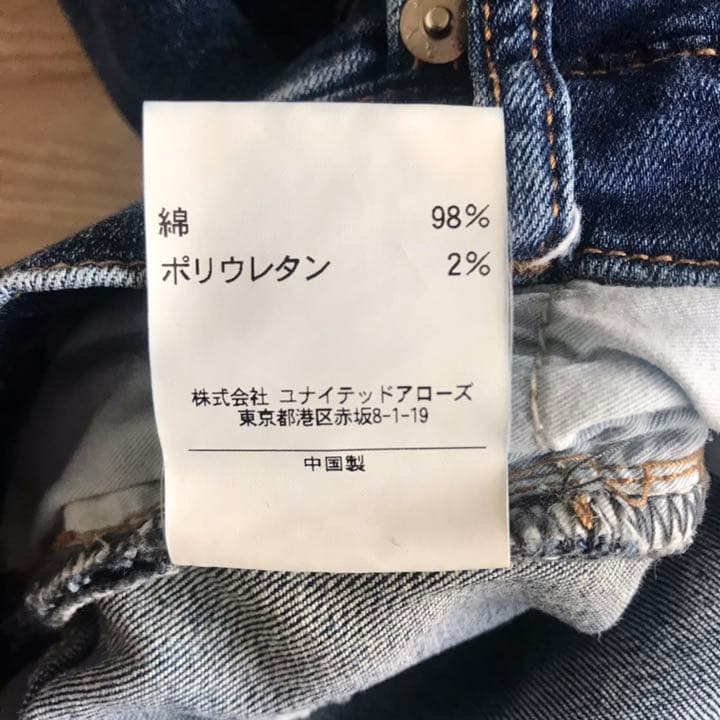 綿 98%
ポリウレタン 2%
株式会社 ユナイテッドアローズ
東京都港区赤坂8-1-19
中国製